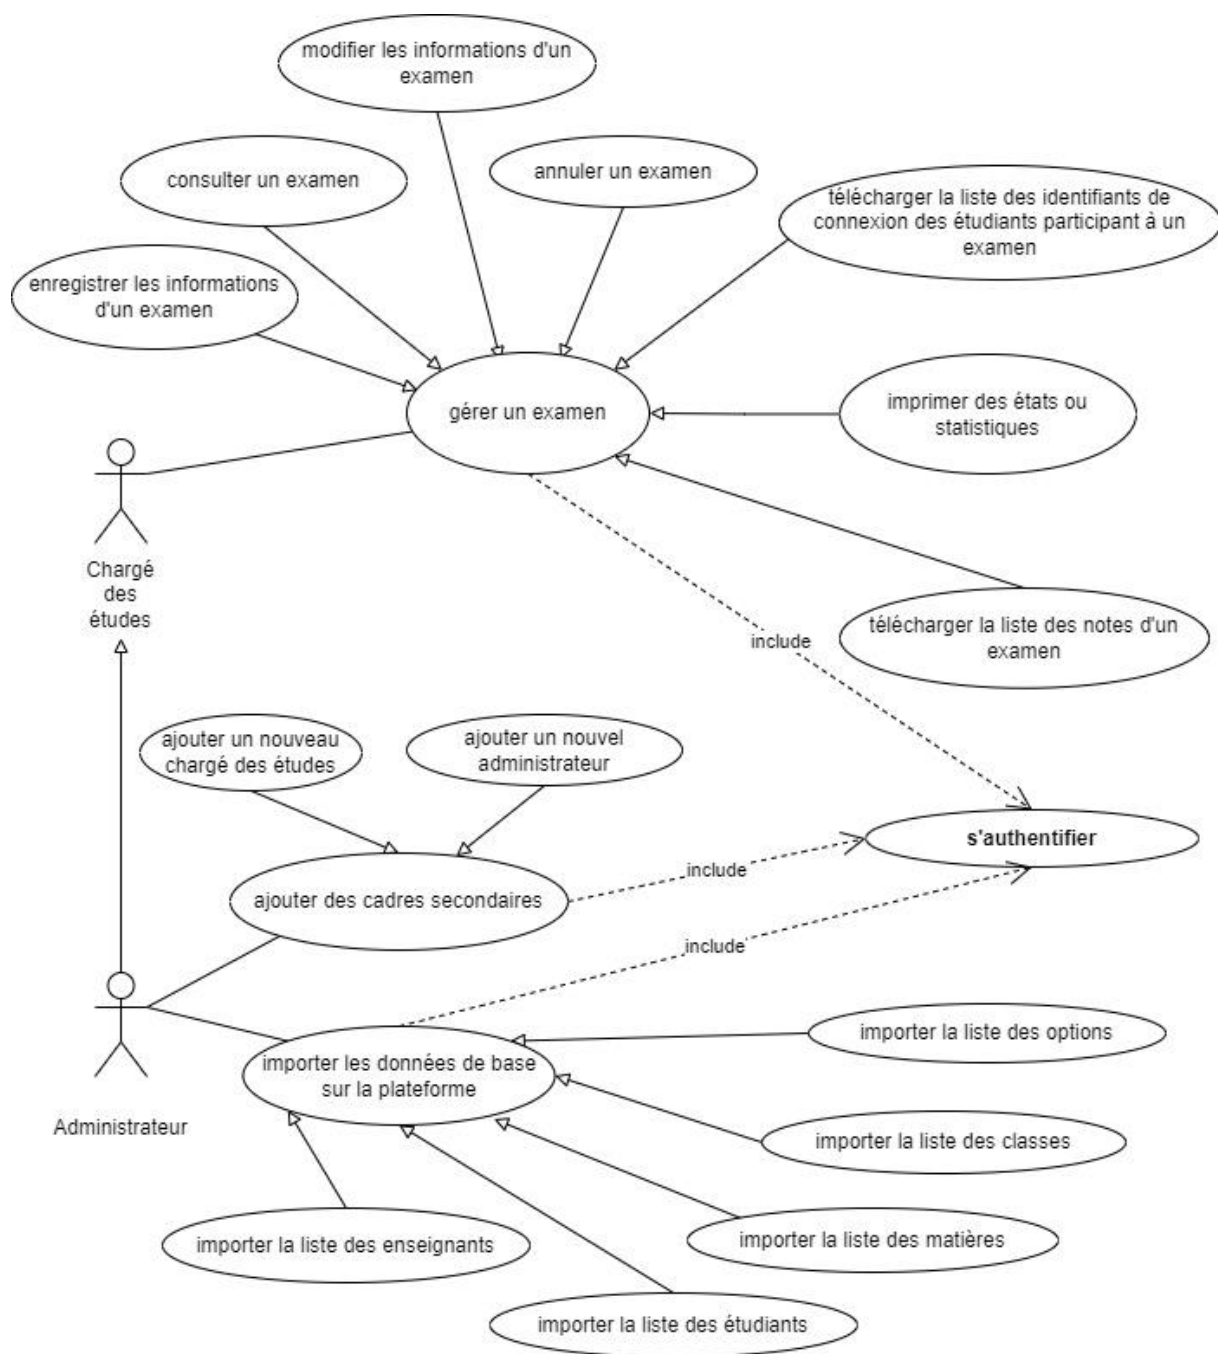 modifier les informations d'un
examen
consulter un examen
annuler un examen
télécharger la liste des identifiants de
connexion des étudiants participant à un
examen
enregistrer les informations
d'un examen
gérer un examen
imprimer des états ou
statistiques
Chargé
des
études
télécharger la liste des notes d'un
examen
include
ajouter un nouveau
chargé des études
ajouter un nouvel
administrateur
s'authentifier
include
ajouter des cadres secondaires
include
importer la liste des options
importer les données de base
sur la plateforme
Administrateur
importer la liste des classes
importer la liste des matières
importer la liste des enseignants
importer la liste des étudiants